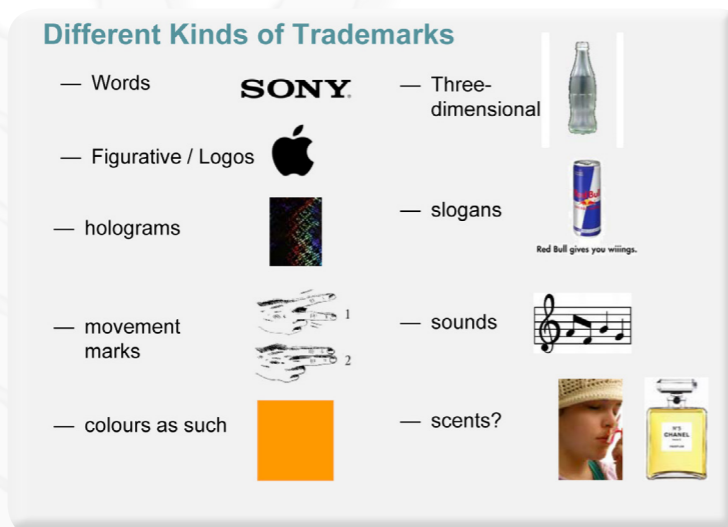 Different Kinds of Trademarks
— Words
SONY®
— Three-
dimensional
— Figurative / Logos
— holograms
— slogans
Red Bull
Red Bull gives you wiiings.
— movement
marks
1
2
— sounds
— colours as such
— scents?
N°5
CHANEL